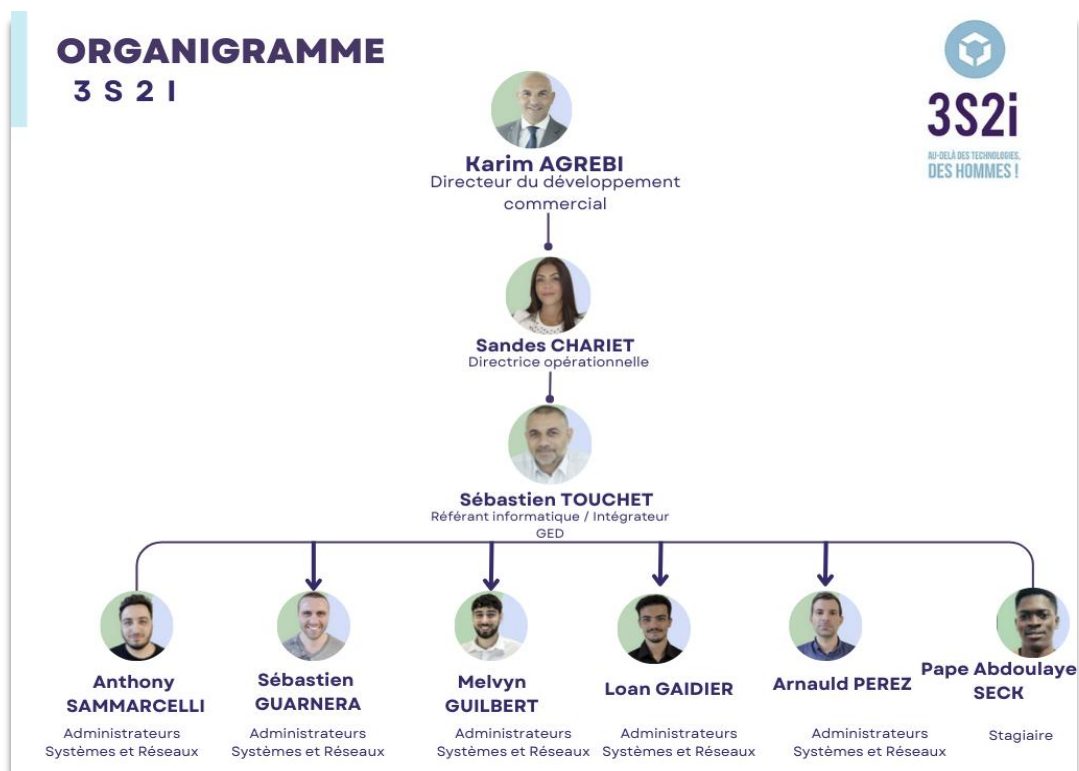 ORGANIGRAMME
3S2I
3S2i
AU-DELÀ DES TECHNOLOGIES,
DES HOMMES !
Karim AGREBI
Directeur du développement
commercial
Sandes CHARIET
Directrice opérationnelle
Sébastien TOUCHET
Référant informatique / Intégrateur
GED
Anthony
SAMMARCELLI
Administrateurs
Systèmes et Réseaux
Sébastien
GUARNERA
Administrateurs
Systèmes et Réseaux
Melvyn
GUILBERT
Administrateurs
Systèmes et Réseaux
Loan GAIDIER
Administrateurs
Systèmes et Réseaux
Arnauld PEREZ
Administrateurs
Systèmes et Réseaux
Pape Abdoulaye
SECK
Stagiaire